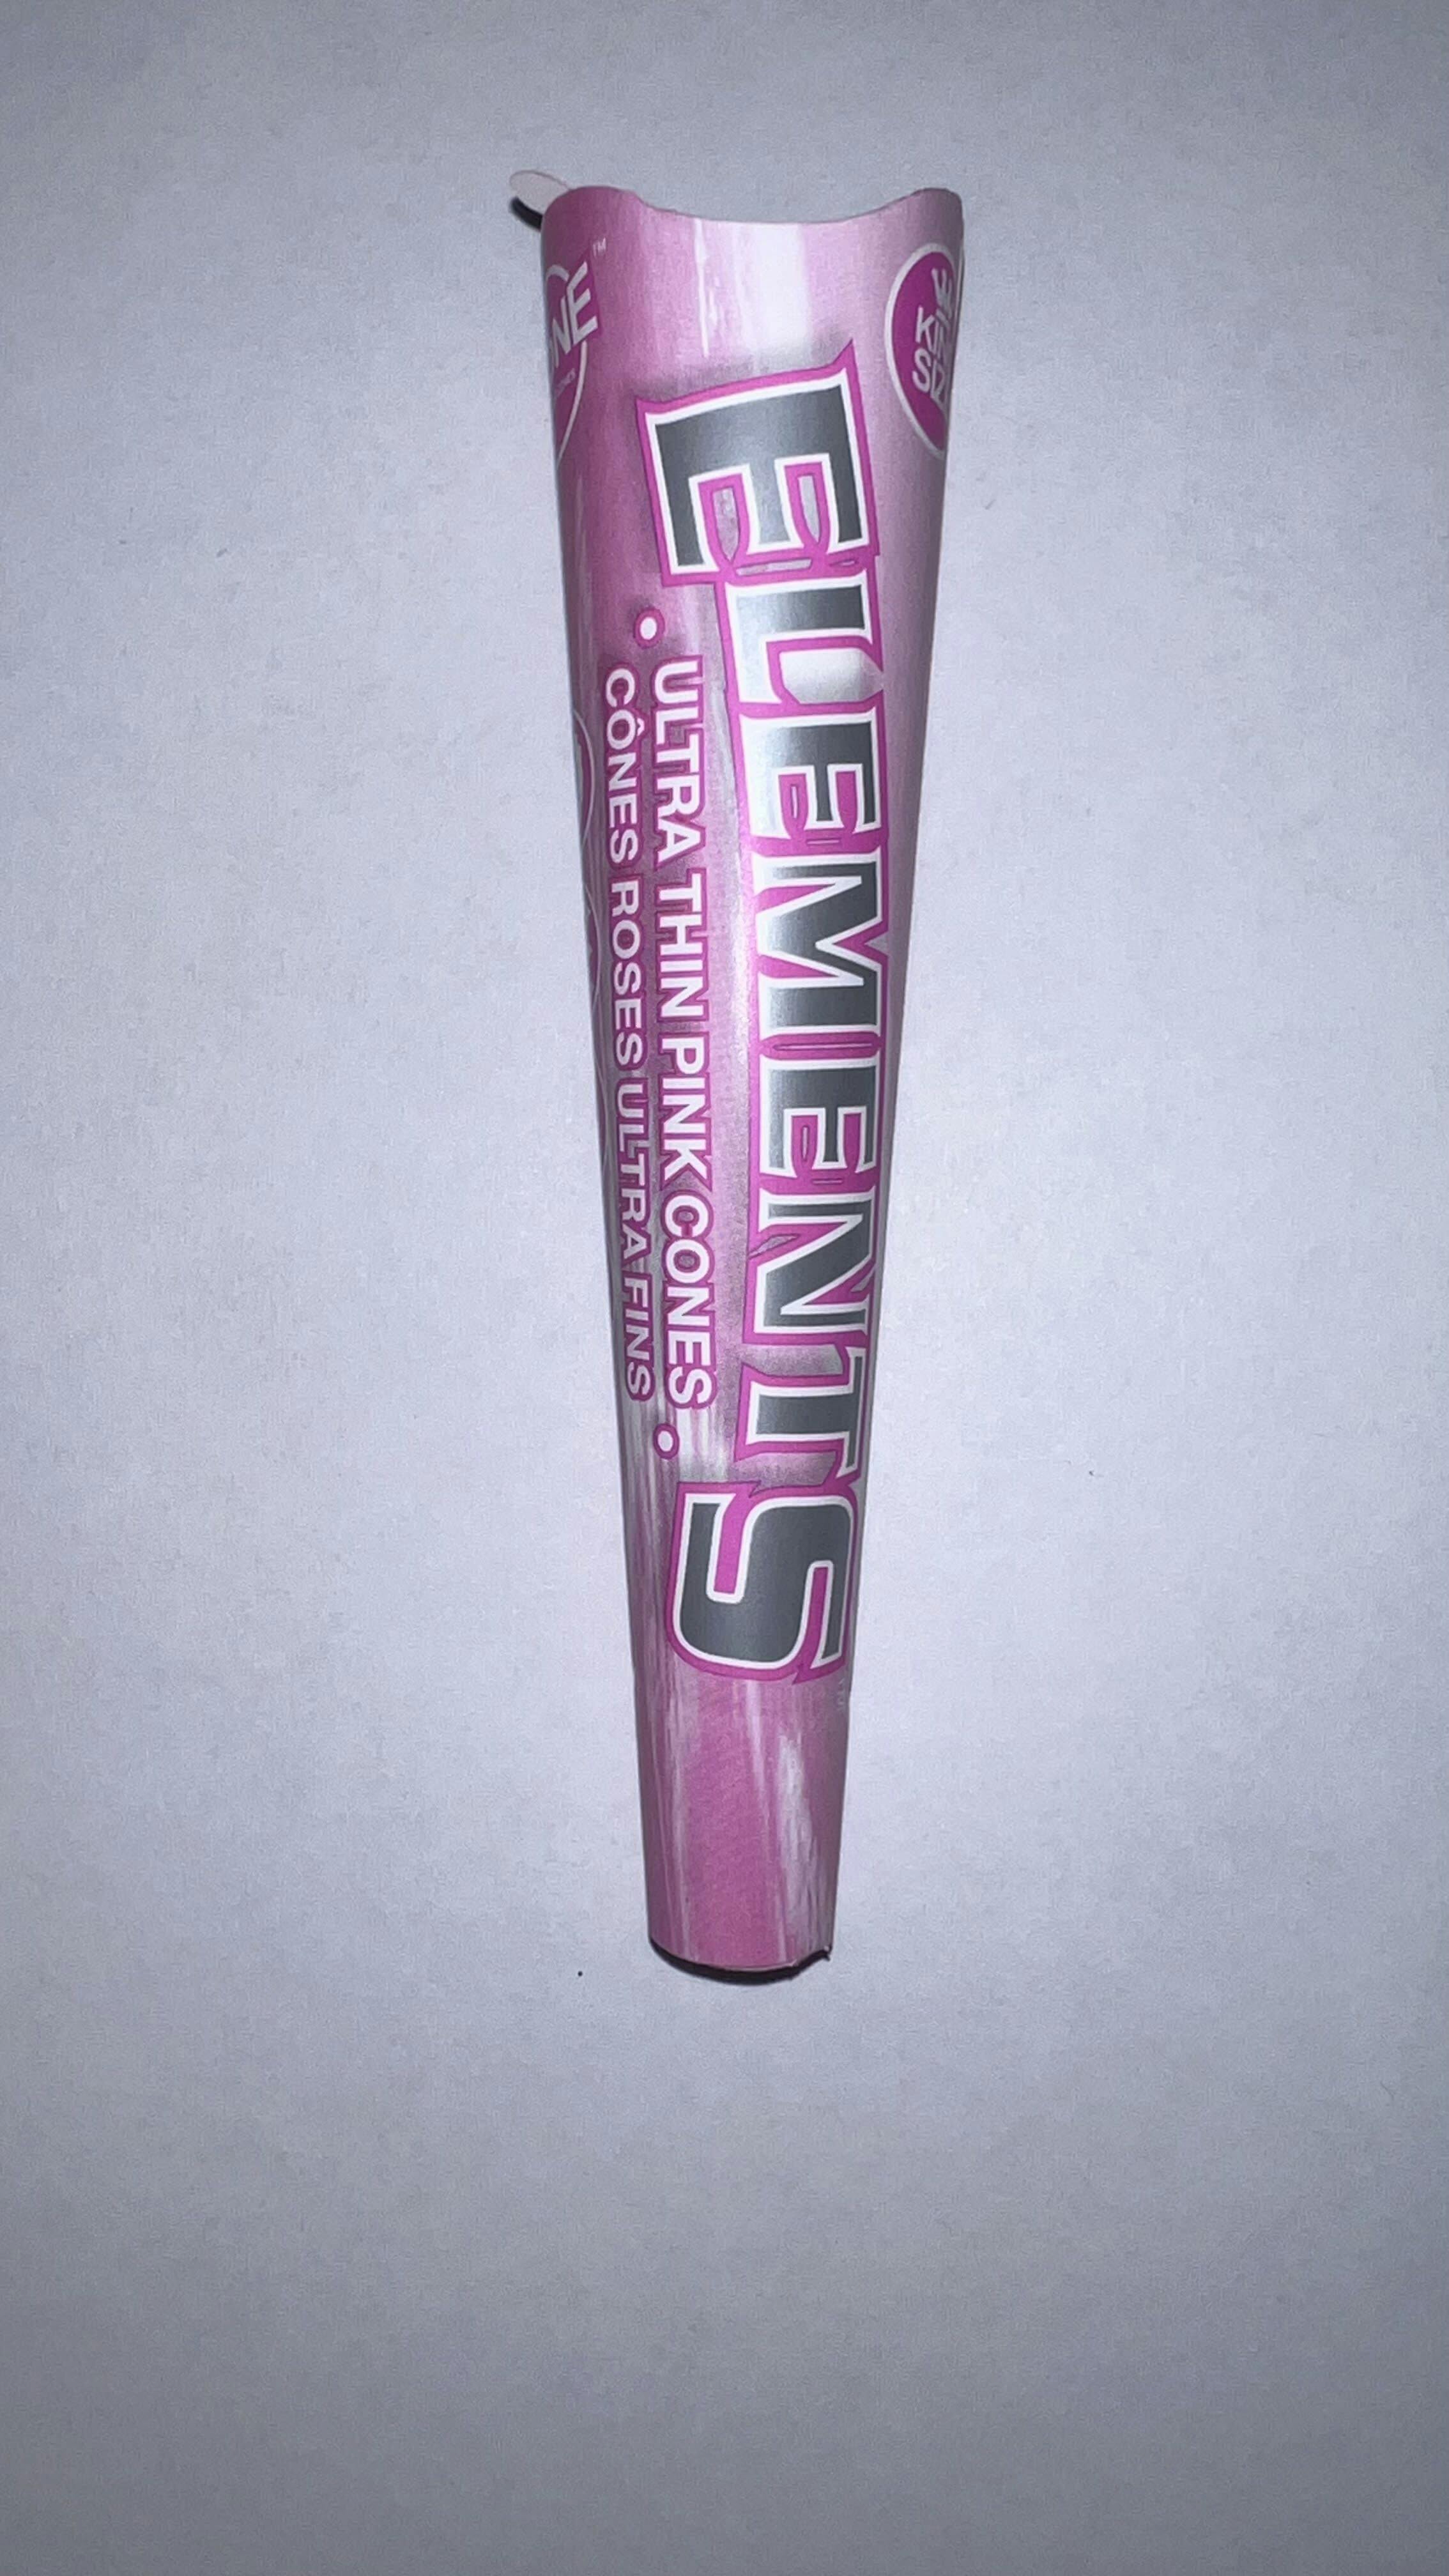 ELEMENTS
• ULTRA THIN PINK CONES •
CÔNES ROSES ULTRA FINS